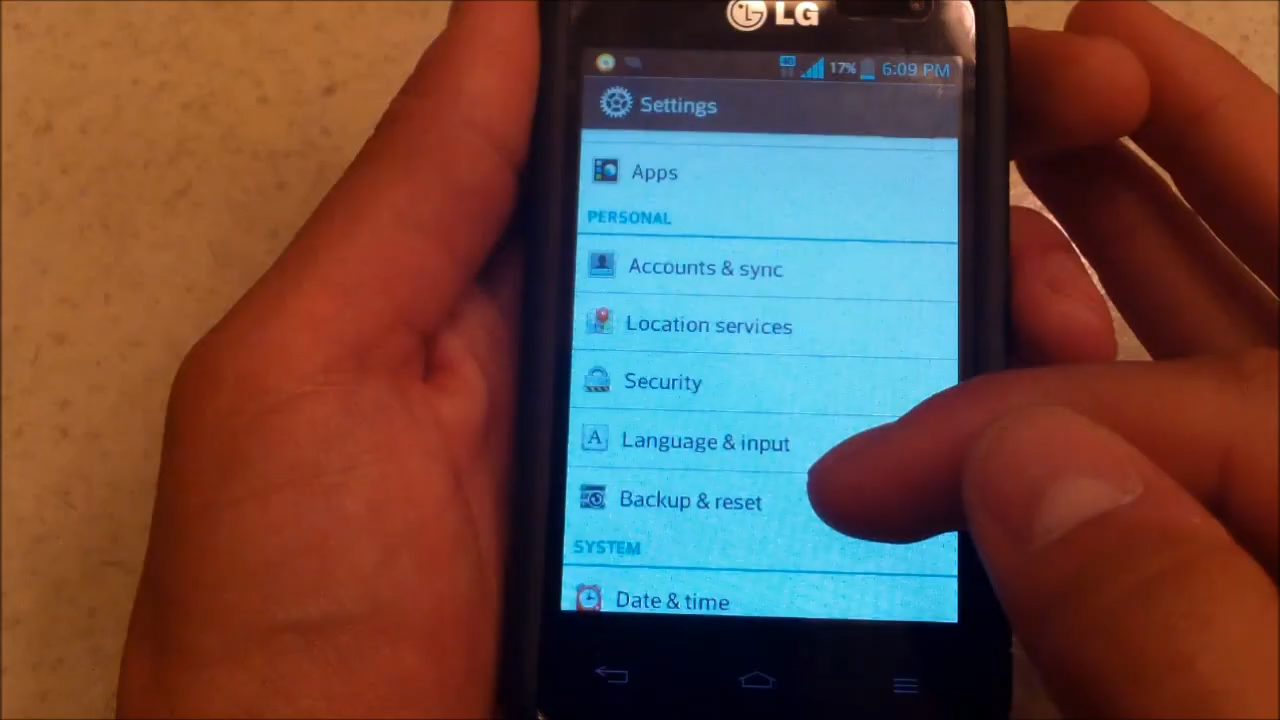 LG
4G 17% 6:09 PM
Settings
Apps
PERSONAL
Accounts & sync
Location services
Security
A Language & input
Backup & reset
SYSTEM
Date & time